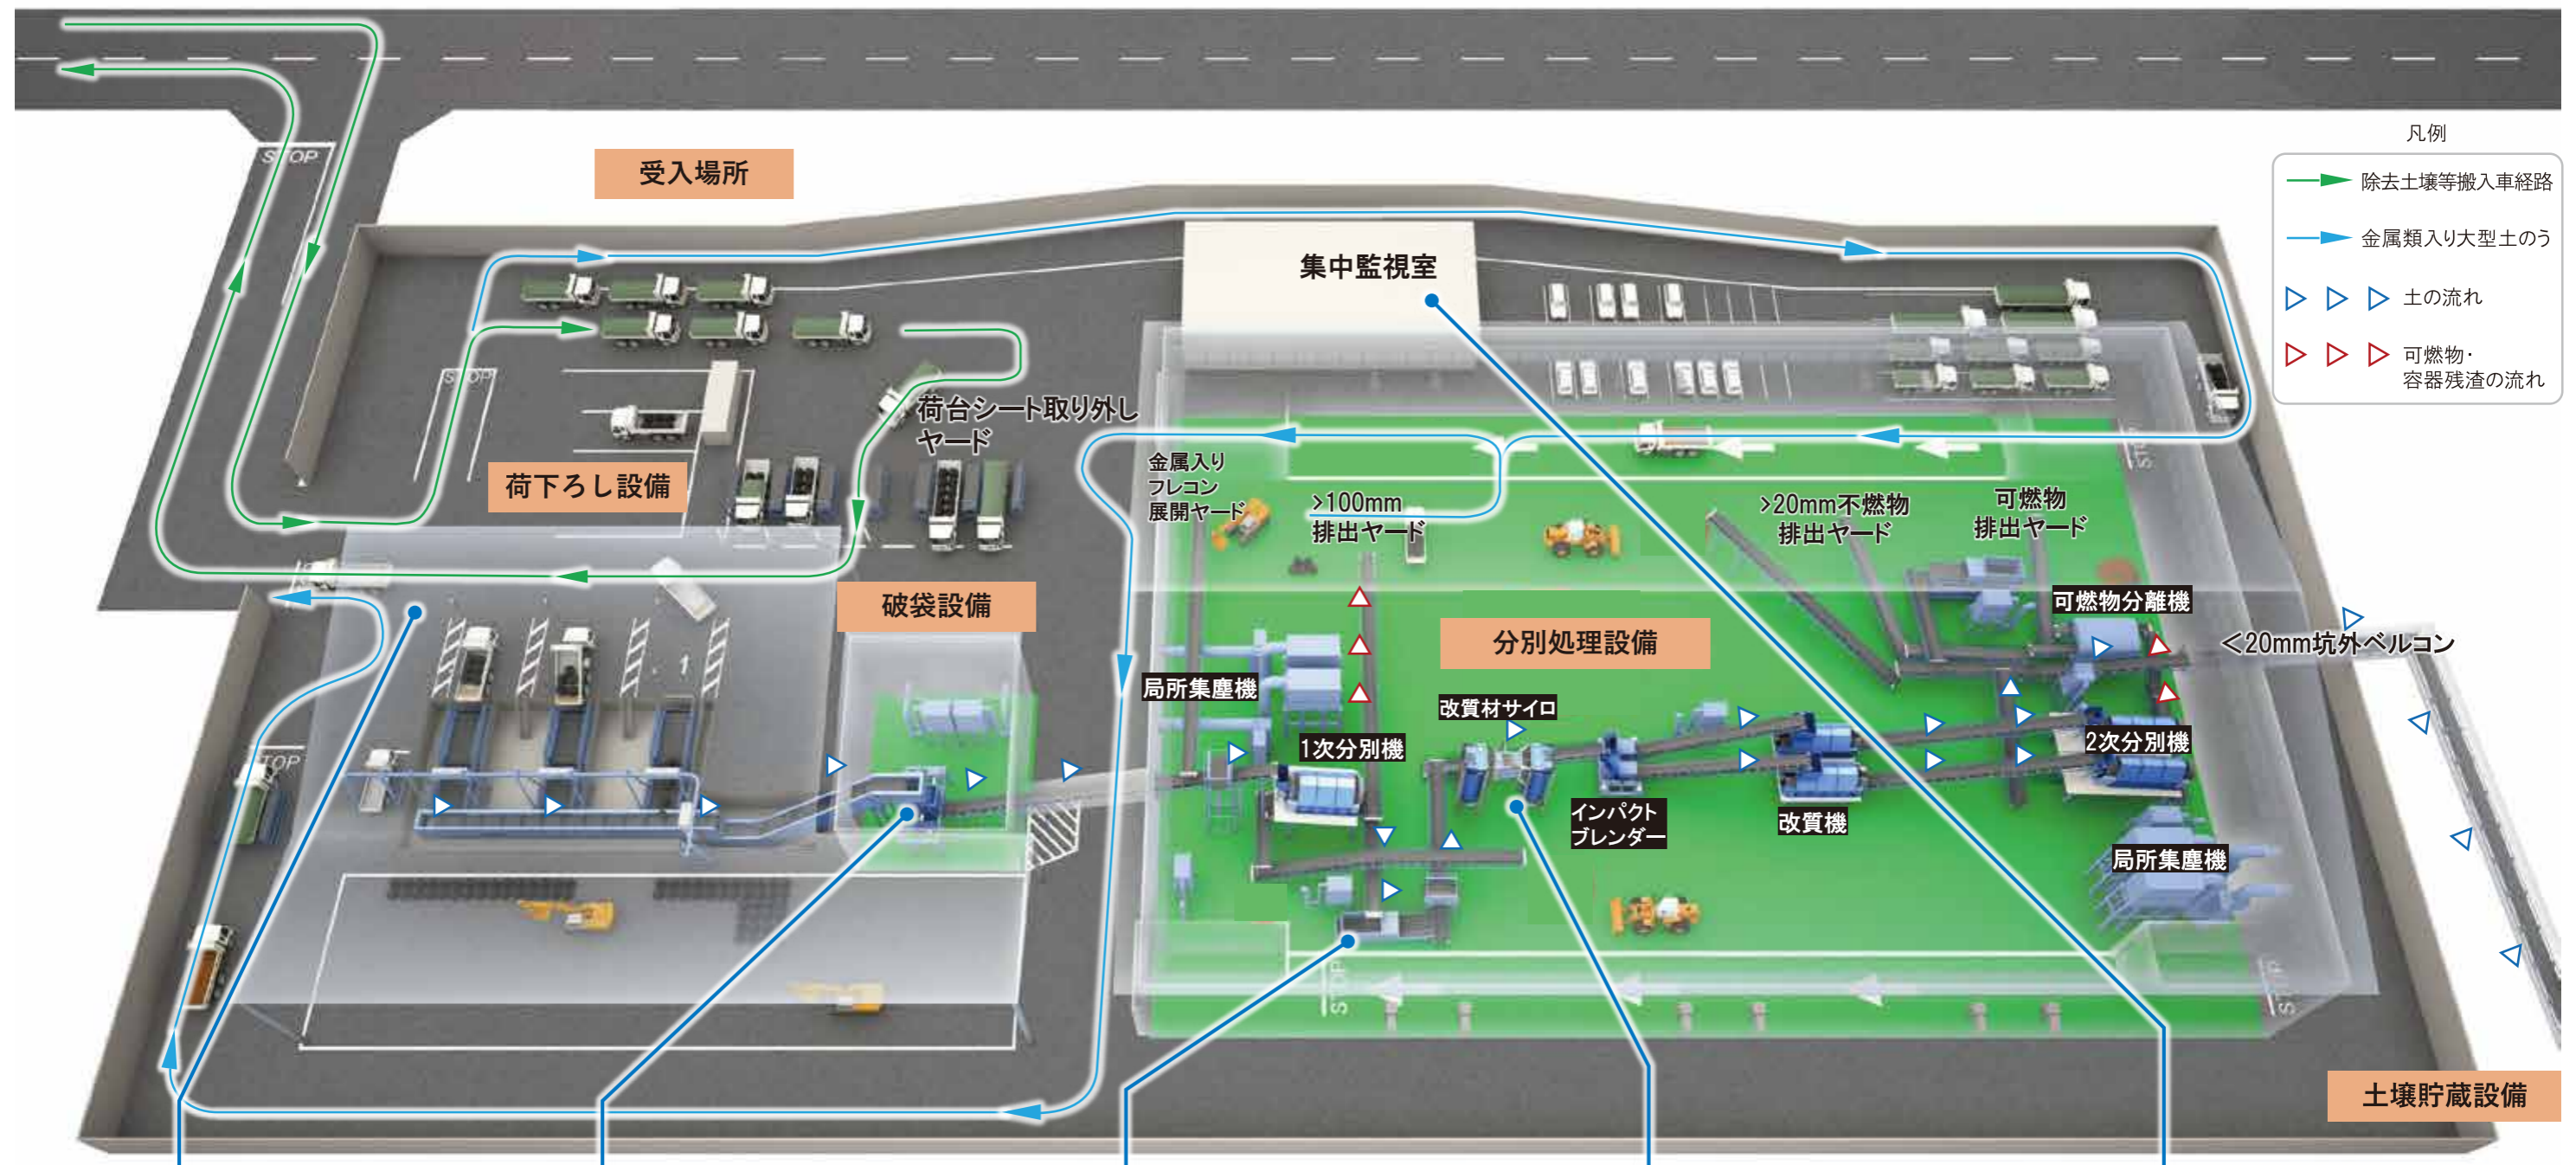 受入場所
凡例
除去土壌等搬入車経路
金属類入り大型土のう
土の流れ
可燃物・
容器残渣の流れ
STOP
集中監視室
STOP
荷台シート取り外し
ヤード
荷下ろし設備
金属入り
フレコン
展開ヤード
>100mm
排出ヤード
>20mm不燃物
排出ヤード
可燃物
排出ヤード
STOP
破袋設備
可燃物分離機
分別処理設備
<20mm坑外ベルコン
局所集塵機
1
改質材サイロ
1次分別機
2次分別機
TOP
インパクト
ブレンダー
改質機
局所集塵機
STOP
STOP
土壌貯蔵設備